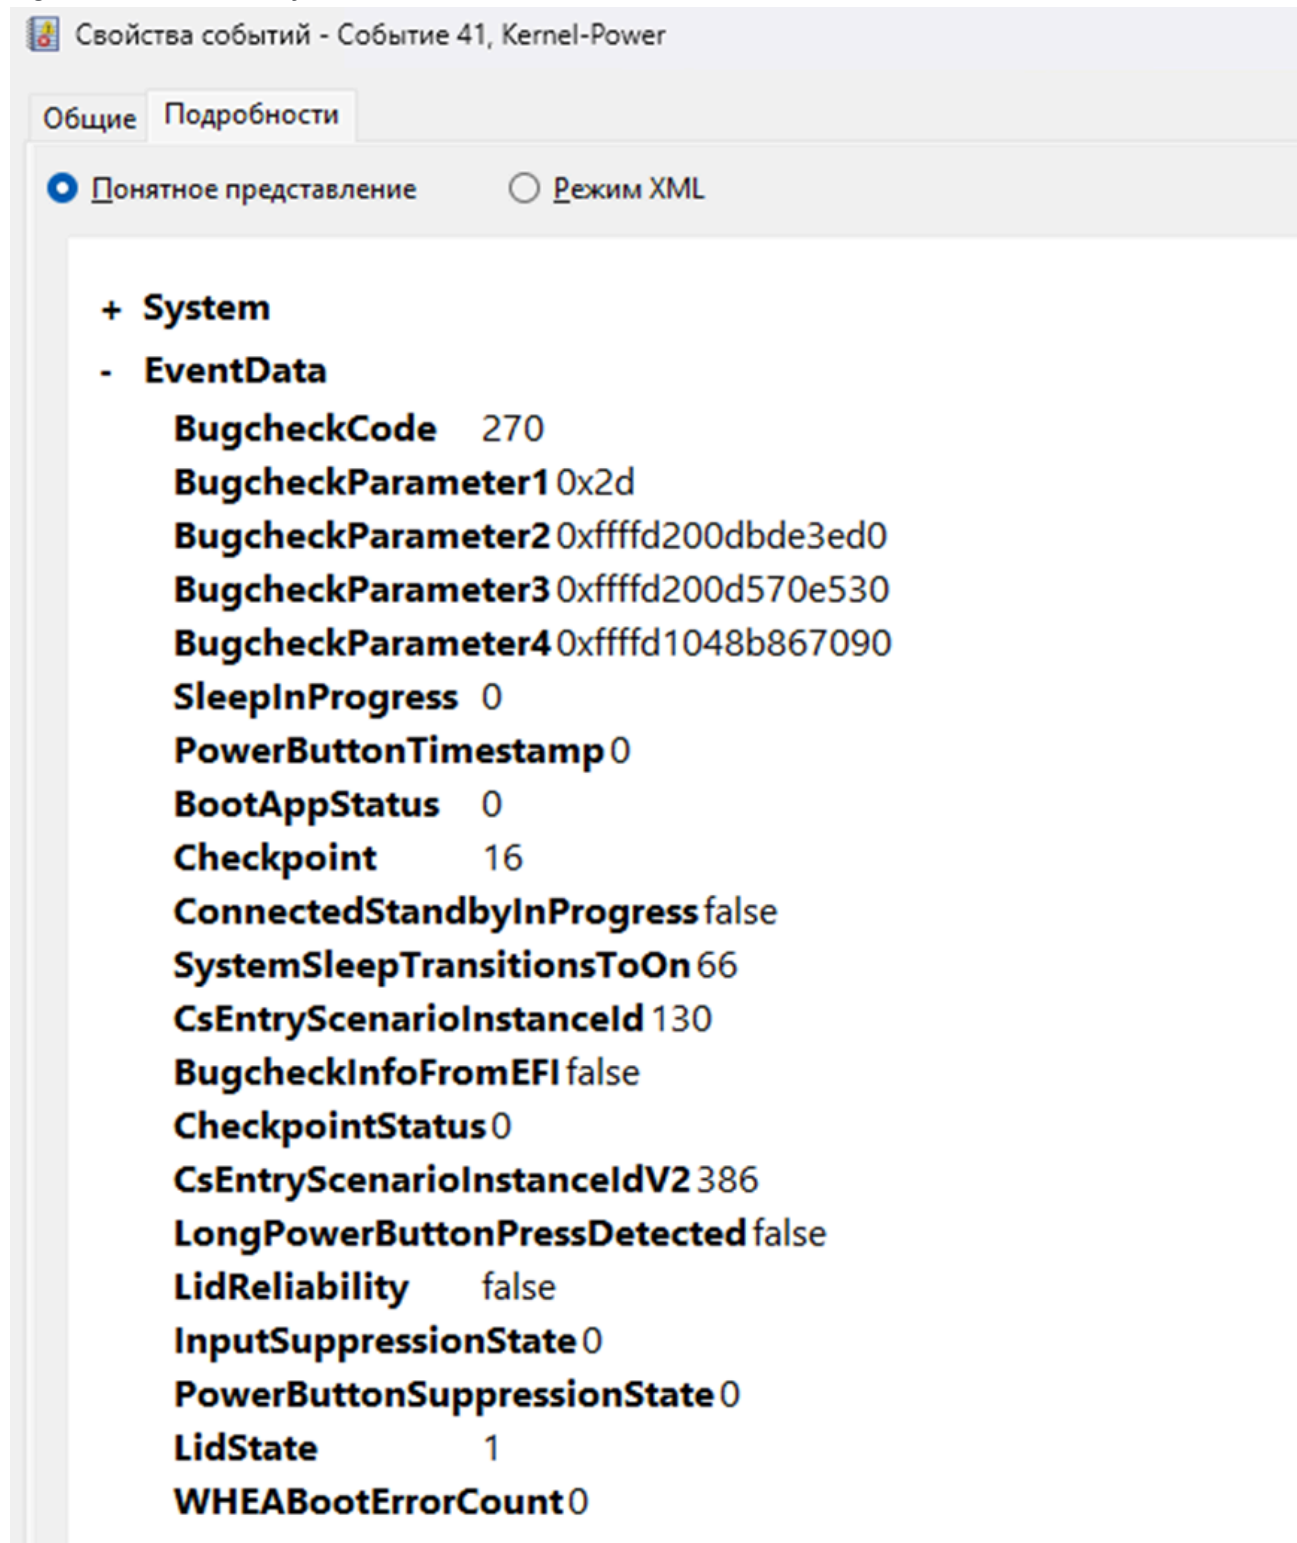 Свойства событий - Событие 41, Kernel-Power
Общие Подробности
Понятное представление Режим XML
+ System
- EventData
BugcheckCode 270
BugcheckParameter1 0x2d
BugcheckParameter2 0xffffd200dbde3ed0
BugcheckParameter3 0xffffd200d570e530
BugcheckParameter4 0xffffd1048b867090
SleepInProgress 0
PowerButtonTimestamp 0
BootAppStatus 0
Checkpoint 16
ConnectedStandbyInProgress false
SystemSleepTransitionsToOn 66
CsEntryScenarioInstanceId 130
BugcheckInfoFromEFI false
CheckpointStatus 0
CsEntryScenarioInstanceIdV2 386
LongPowerButtonPressDetected false
LidReliability false
InputSuppressionState 0
PowerButtonSuppressionState 0
LidState 1
WHEABootErrorCount 0